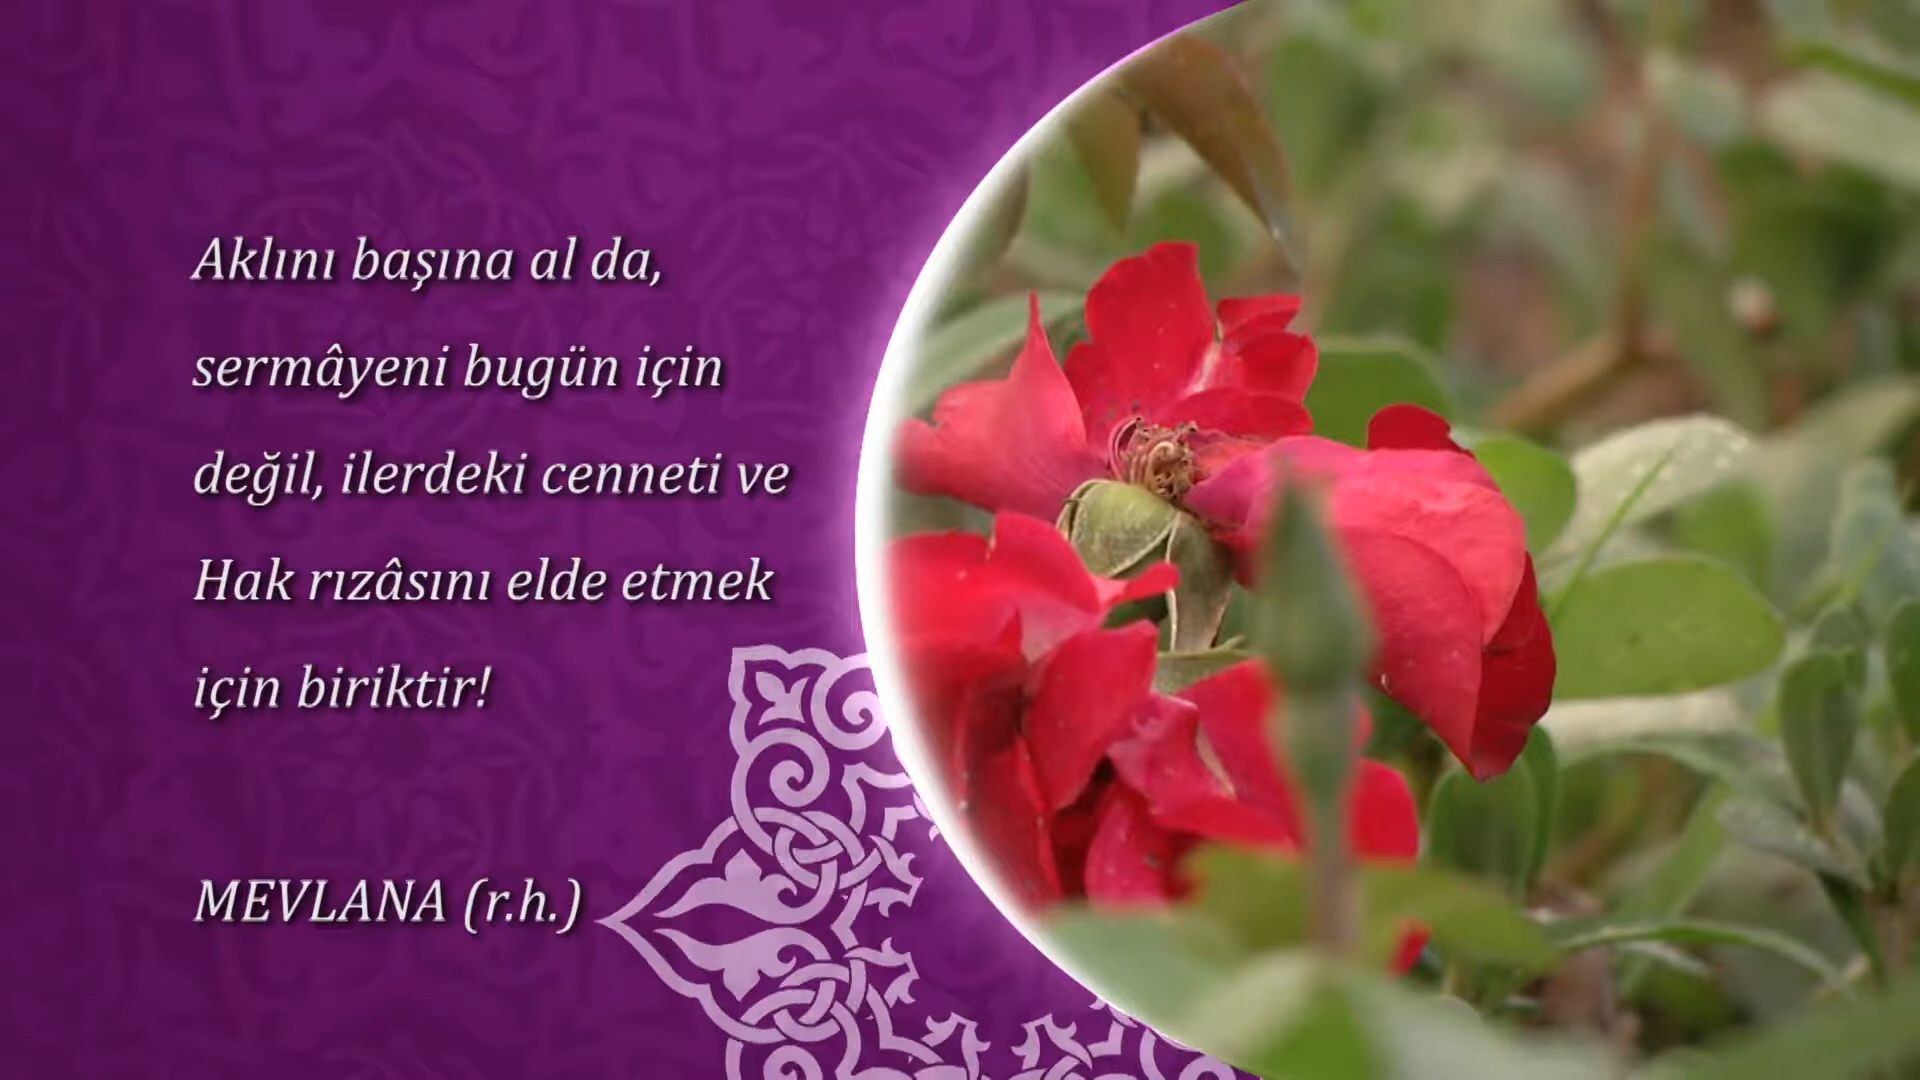 Aklını başına al da,
sermâyeni bugün için
değil, ilerdeki cenneti ve
Hak rızâsını elde etmek
için biriktir!
MEVLANA (r.h.)